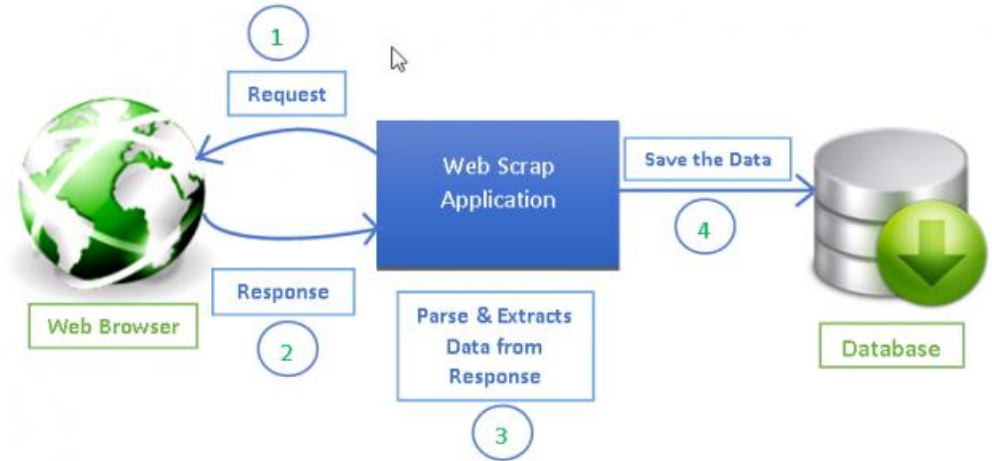 1
Request
Web Scrap
Application
Save the Data
4
Response
2
Web Browser
Parse & Extracts
Data from
Response
3
Database